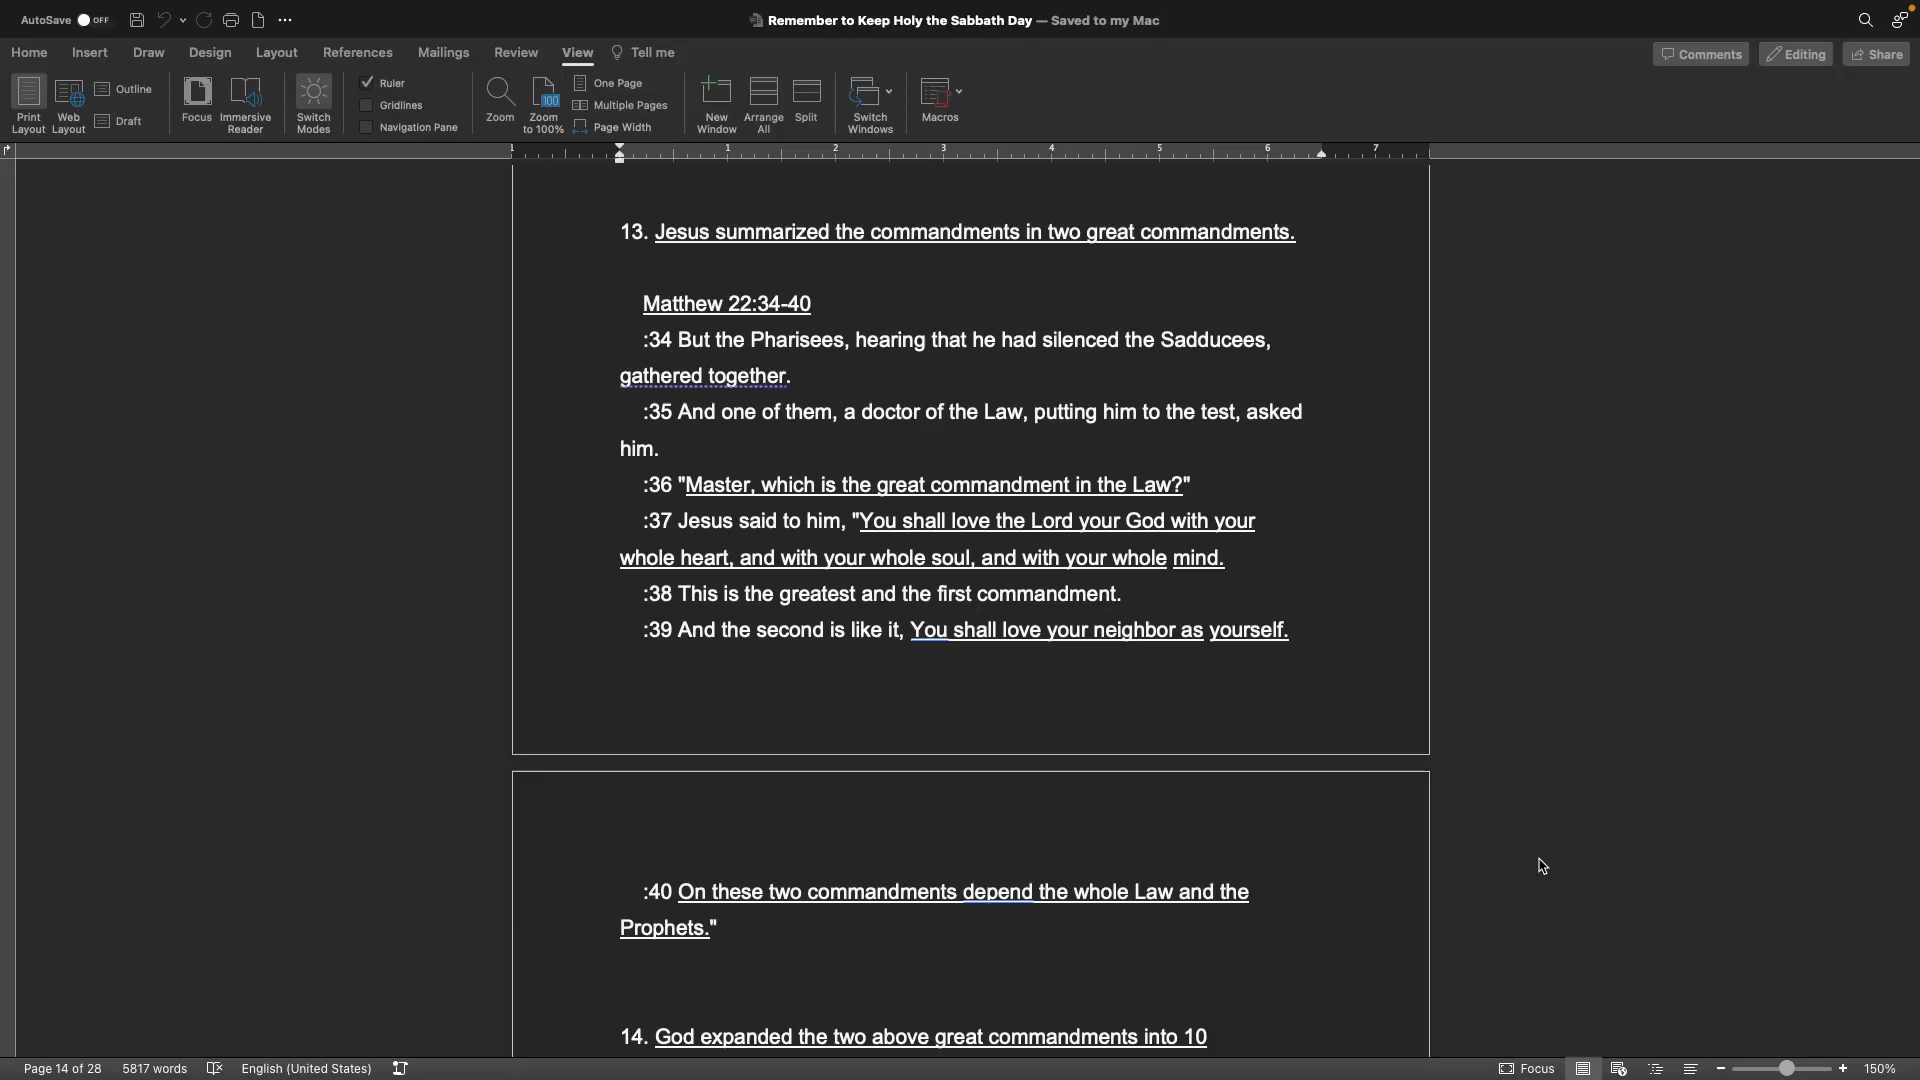 AutoSave OFF
Remember to Keep Holy the Sabbath Day — Saved to my Mac
Home Insert Draw Design Layout References Mailings Review View Tell me
Comments Editing Share
Print Layout
Web Layout
Outline
Draft
Focus
Immersive Reader
Switch Modes
Ruler
Gridlines
Navigation Pane
Zoom
100
Zoom to 100%
One Page
Multiple Pages
Page Width
New Window
Arrange All
Split
Switch Windows
Macros
1 1 2 3 4 5 6 7
13. Jesus summarized the commandments in two great commandments.
Matthew 22:34-40
:34 But the Pharisees, hearing that he had silenced the Sadducees,
gathered together.
:35 And one of them, a doctor of the Law, putting him to the test, asked
him.
:36 "Master, which is the great commandment in the Law?"
:37 Jesus said to him, "You shall love the Lord your God with your
whole heart, and with your whole soul, and with your whole mind.
:38 This is the greatest and the first commandment.
:39 And the second is like it, You shall love your neighbor as yourself.
:40 On these two commandments depend the whole Law and the
Prophets."
14. God expanded the two above great commandments into 10
Page 14 of 28 5817 words English (United States) Focus 150%